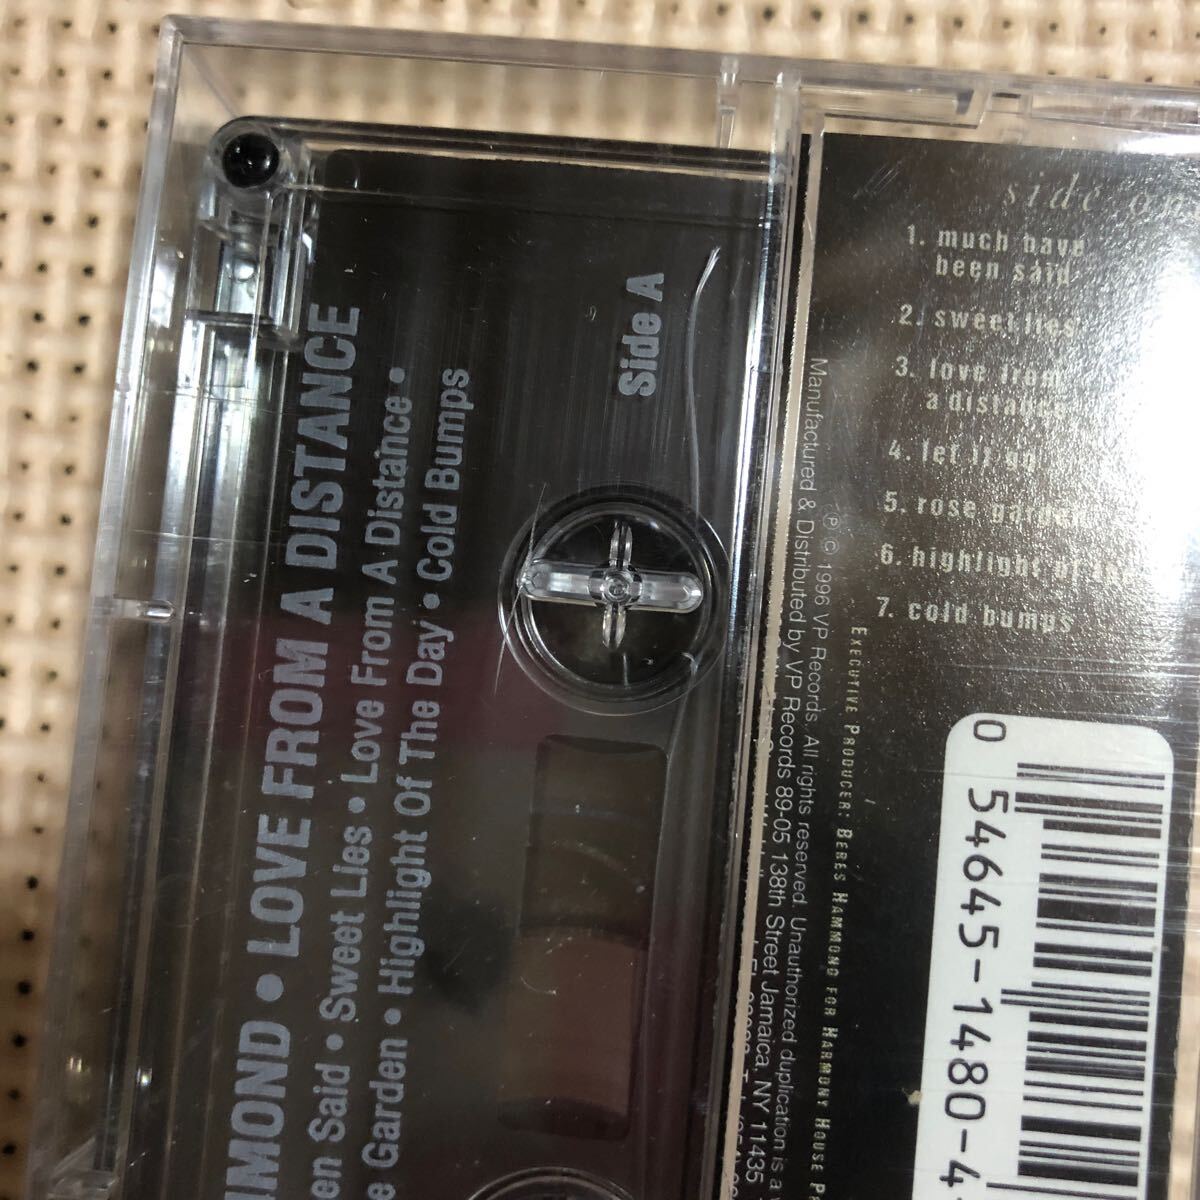 side one
1. much have
been said
2. sweet lies
3. love from
a distance
4. let it go
5. rose garden
6. highlight of the
7. cold bumps
Side A
MMOND • LOVE FROM A DISTANCE
en Said • Sweet Lies • Love From A Distance •
e Garden • Highlight Of The Day • Cold Bumps
Ⓟ © 1996 VP Records. All rights reserved. Unauthorized duplication is a
Manufactured & Distributed by VP Records 89-05 138th Street Jamaica, NY 11435
EXECUTIVE PRODUCER: BERES HAMMOND FOR HARMONY HOUSE
0 54645-1480-4